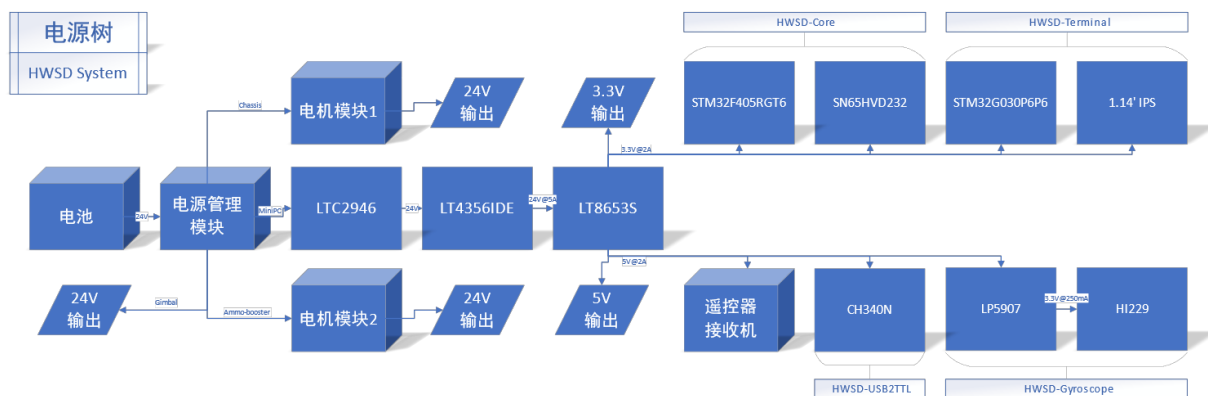 电源树
HWSD System
HWSD-Core
HWSD-Terminal
Chassis
电机模块1
24V
输出
3.3V
输出
STM32F405RGT6
SN65HVD232
STM32G030P6P6
1.14' IPS
3.3V@2A
电池
24V
电源管理
模块
MiniPC
LTC2946
24V
LT4356IDE
24V@5A
LT8653S
5V@2A
24V
输出
Gimbal
Ammo-booster
电机模块2
24V
输出
5V
输出
遥控器
接收机
CH340N
LP5907
3.3V@250mA
HI229
HWSD-USB2TTL
HWSD-Gyroscope